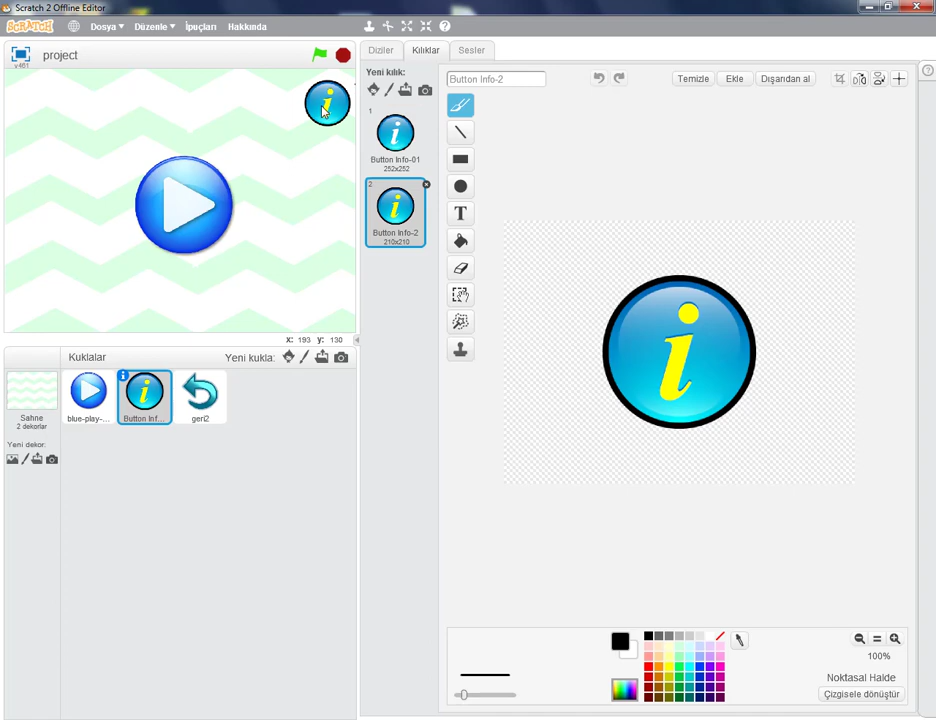 Scratch 2 Offline Editor
SCRATCH Dosya Düzenle İpuçları Hakkında
v461 project
Diziler Kılıklar Sesler
Yeni kılık:
1
Button Info-01
252x252
2
Button Info-2
210x210
Button Info-2
Temizle Ekle Dışarıdan al
T
x: 193 y: 130
Kuklalar Yeni kukla:
Sahne
2 dekorlar
Yeni dekor:
blue-play-...
Button Inf...
geri2
100%
Noktasal Halde
Çizgisele dönüştür